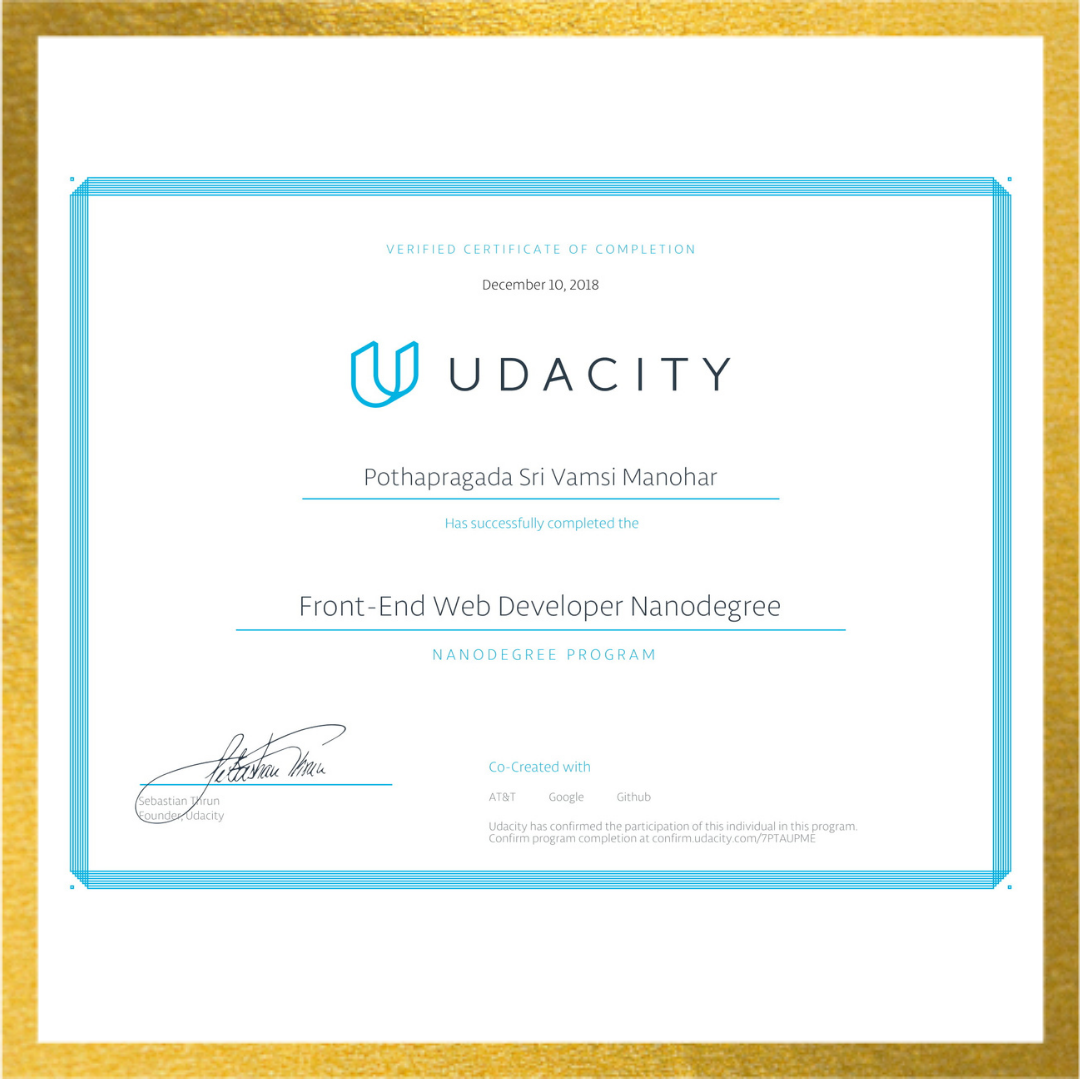 VERIFIED CERTIFICATE OF COMPLETION
December 10, 2018
UDACITY
Pothapragada Sri Vamsi Manohar
Has successfully completed the
Front-End Web Developer Nanodegree
NANODEGREE PROGRAM
Sebastian Thrun
Sebastian Thrun
Founder, Udacity
Co-Created with
AT&T Google Github
Udacity has confirmed the participation of this individual in this program.
Confirm program completion at confirm.udacity.com/7PTAUPME